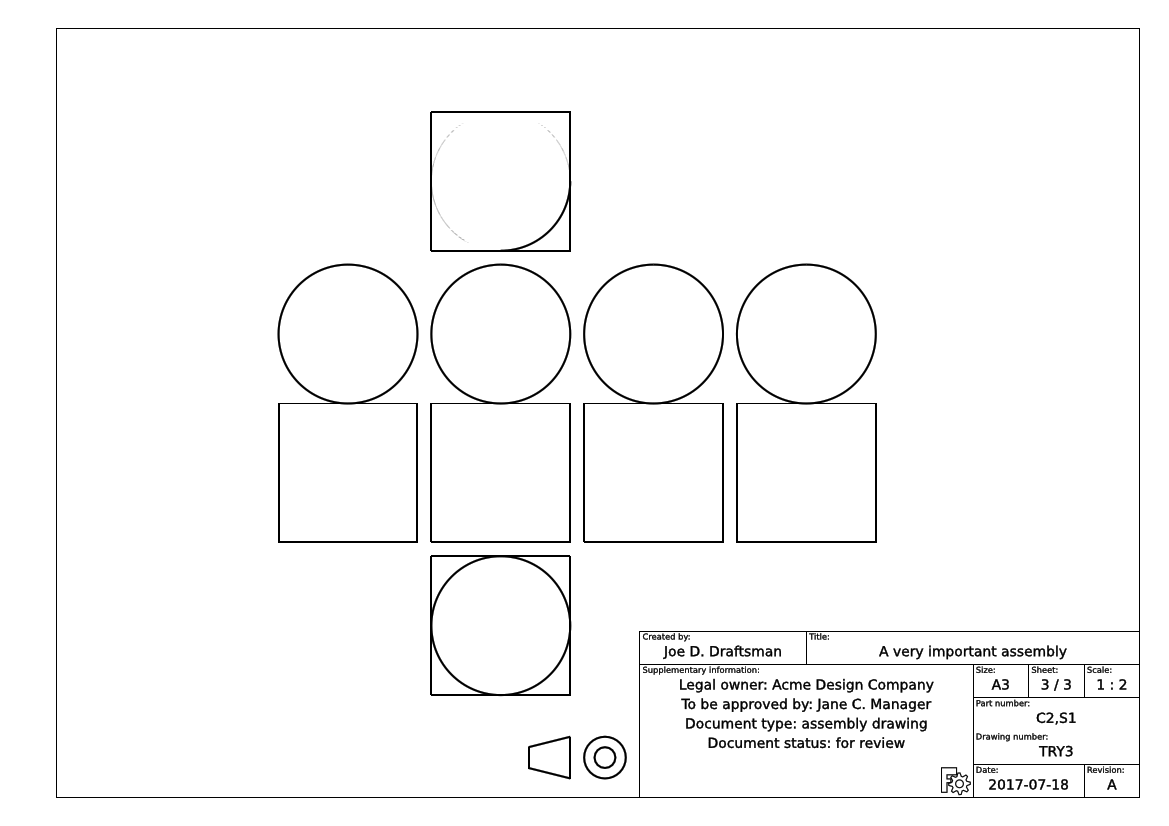 Created by:
Joe D. Draftsman
Title:
A very important assembly
Supplementary information:
Legal owner: Acme Design Company
To be approved by: Jane C. Manager
Document type: assembly drawing
Document status: for review
Size:
A3
Sheet:
3 / 3
Scale:
1 : 2
Part number:
C2,S1
Drawing number:
TRY3
Date:
2017-07-18
Revision:
A